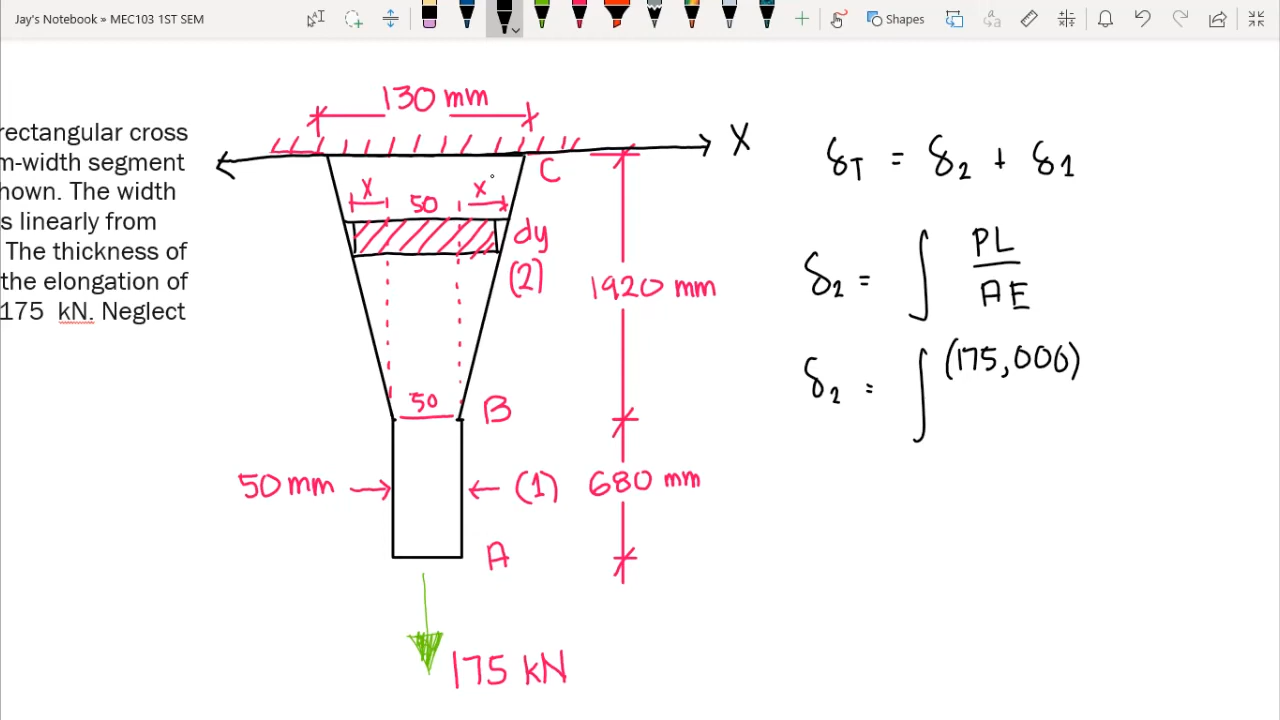 Jay's Notebook » MEC103 1ST SEM
Shapes
rectangular cross
m-width segment
hown. The width
s linearly from
The thickness of
the elongation of
175 kN. Neglect
130 mm
X
C
x 50 x
dy
(2)
1920 mm
50
B
50 mm
(1)
680 mm
A
175 kN
δT = δ2 + δ1
δ2 = ∫ PL
AE
δ2 = ∫ (175,000)